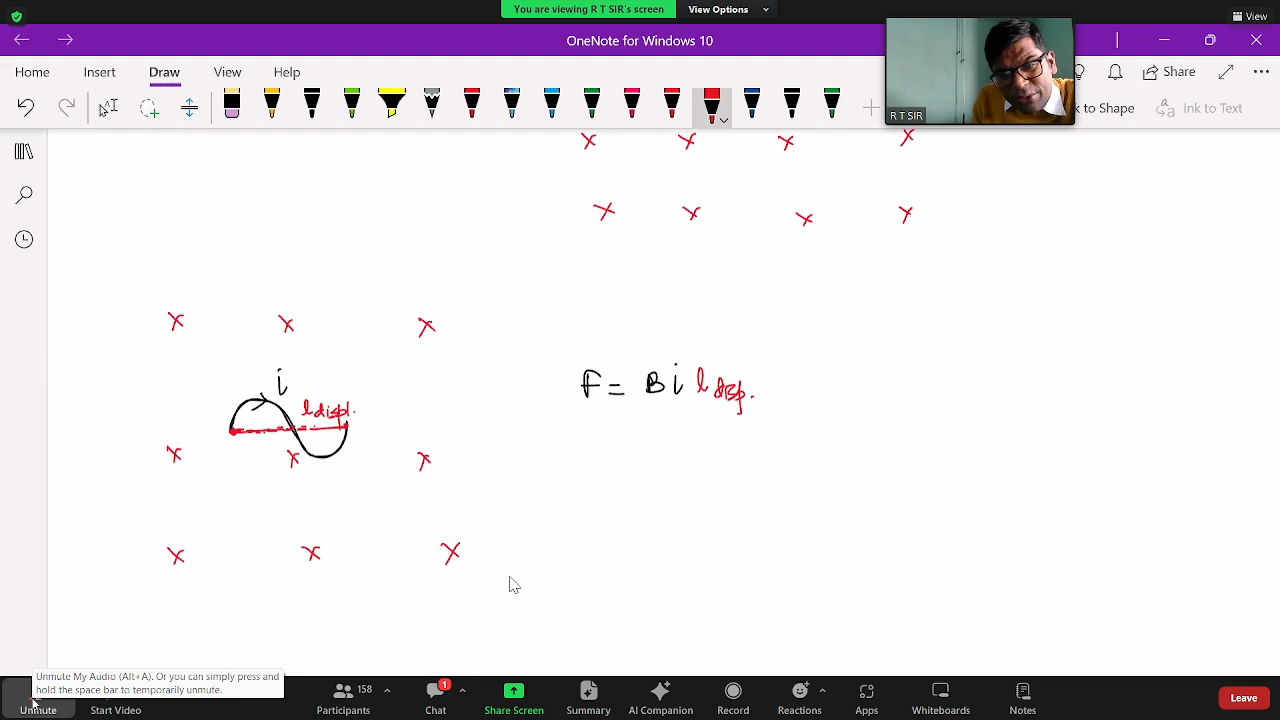 You are viewing R T SIR's screen
View Options
View
OneNote for Windows 10
Home
Insert
Draw
View
Help
Share
R T SIR
to Shape
Ink to Text
x x x x
x x x x
x x x
i
l displ.
F = B i l disp.
x x x
x x x
Unmute My Audio (Alt+A). Or you can simply press and
hold the space bar to temporarily unmute.
Unmute
Start Video
158
Participants
1
Chat
Share Screen
Summary
AI Companion
Record
Reactions
Apps
Whiteboards
Notes
Leave